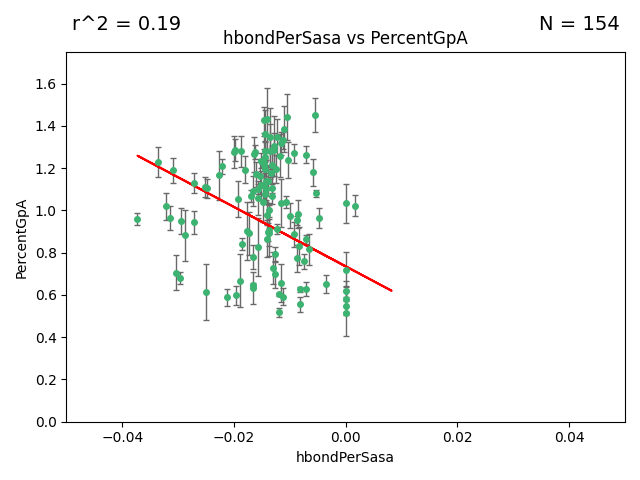 r^2 = 0.19
N = 154
hbondPerSasa vs PercentGpA
PercentGpA
1.6
1.4
1.2
1.0
0.8
0.6
0.4
0.2
0.0
−0.04 −0.02 0.00 0.02 0.04
hbondPerSasa